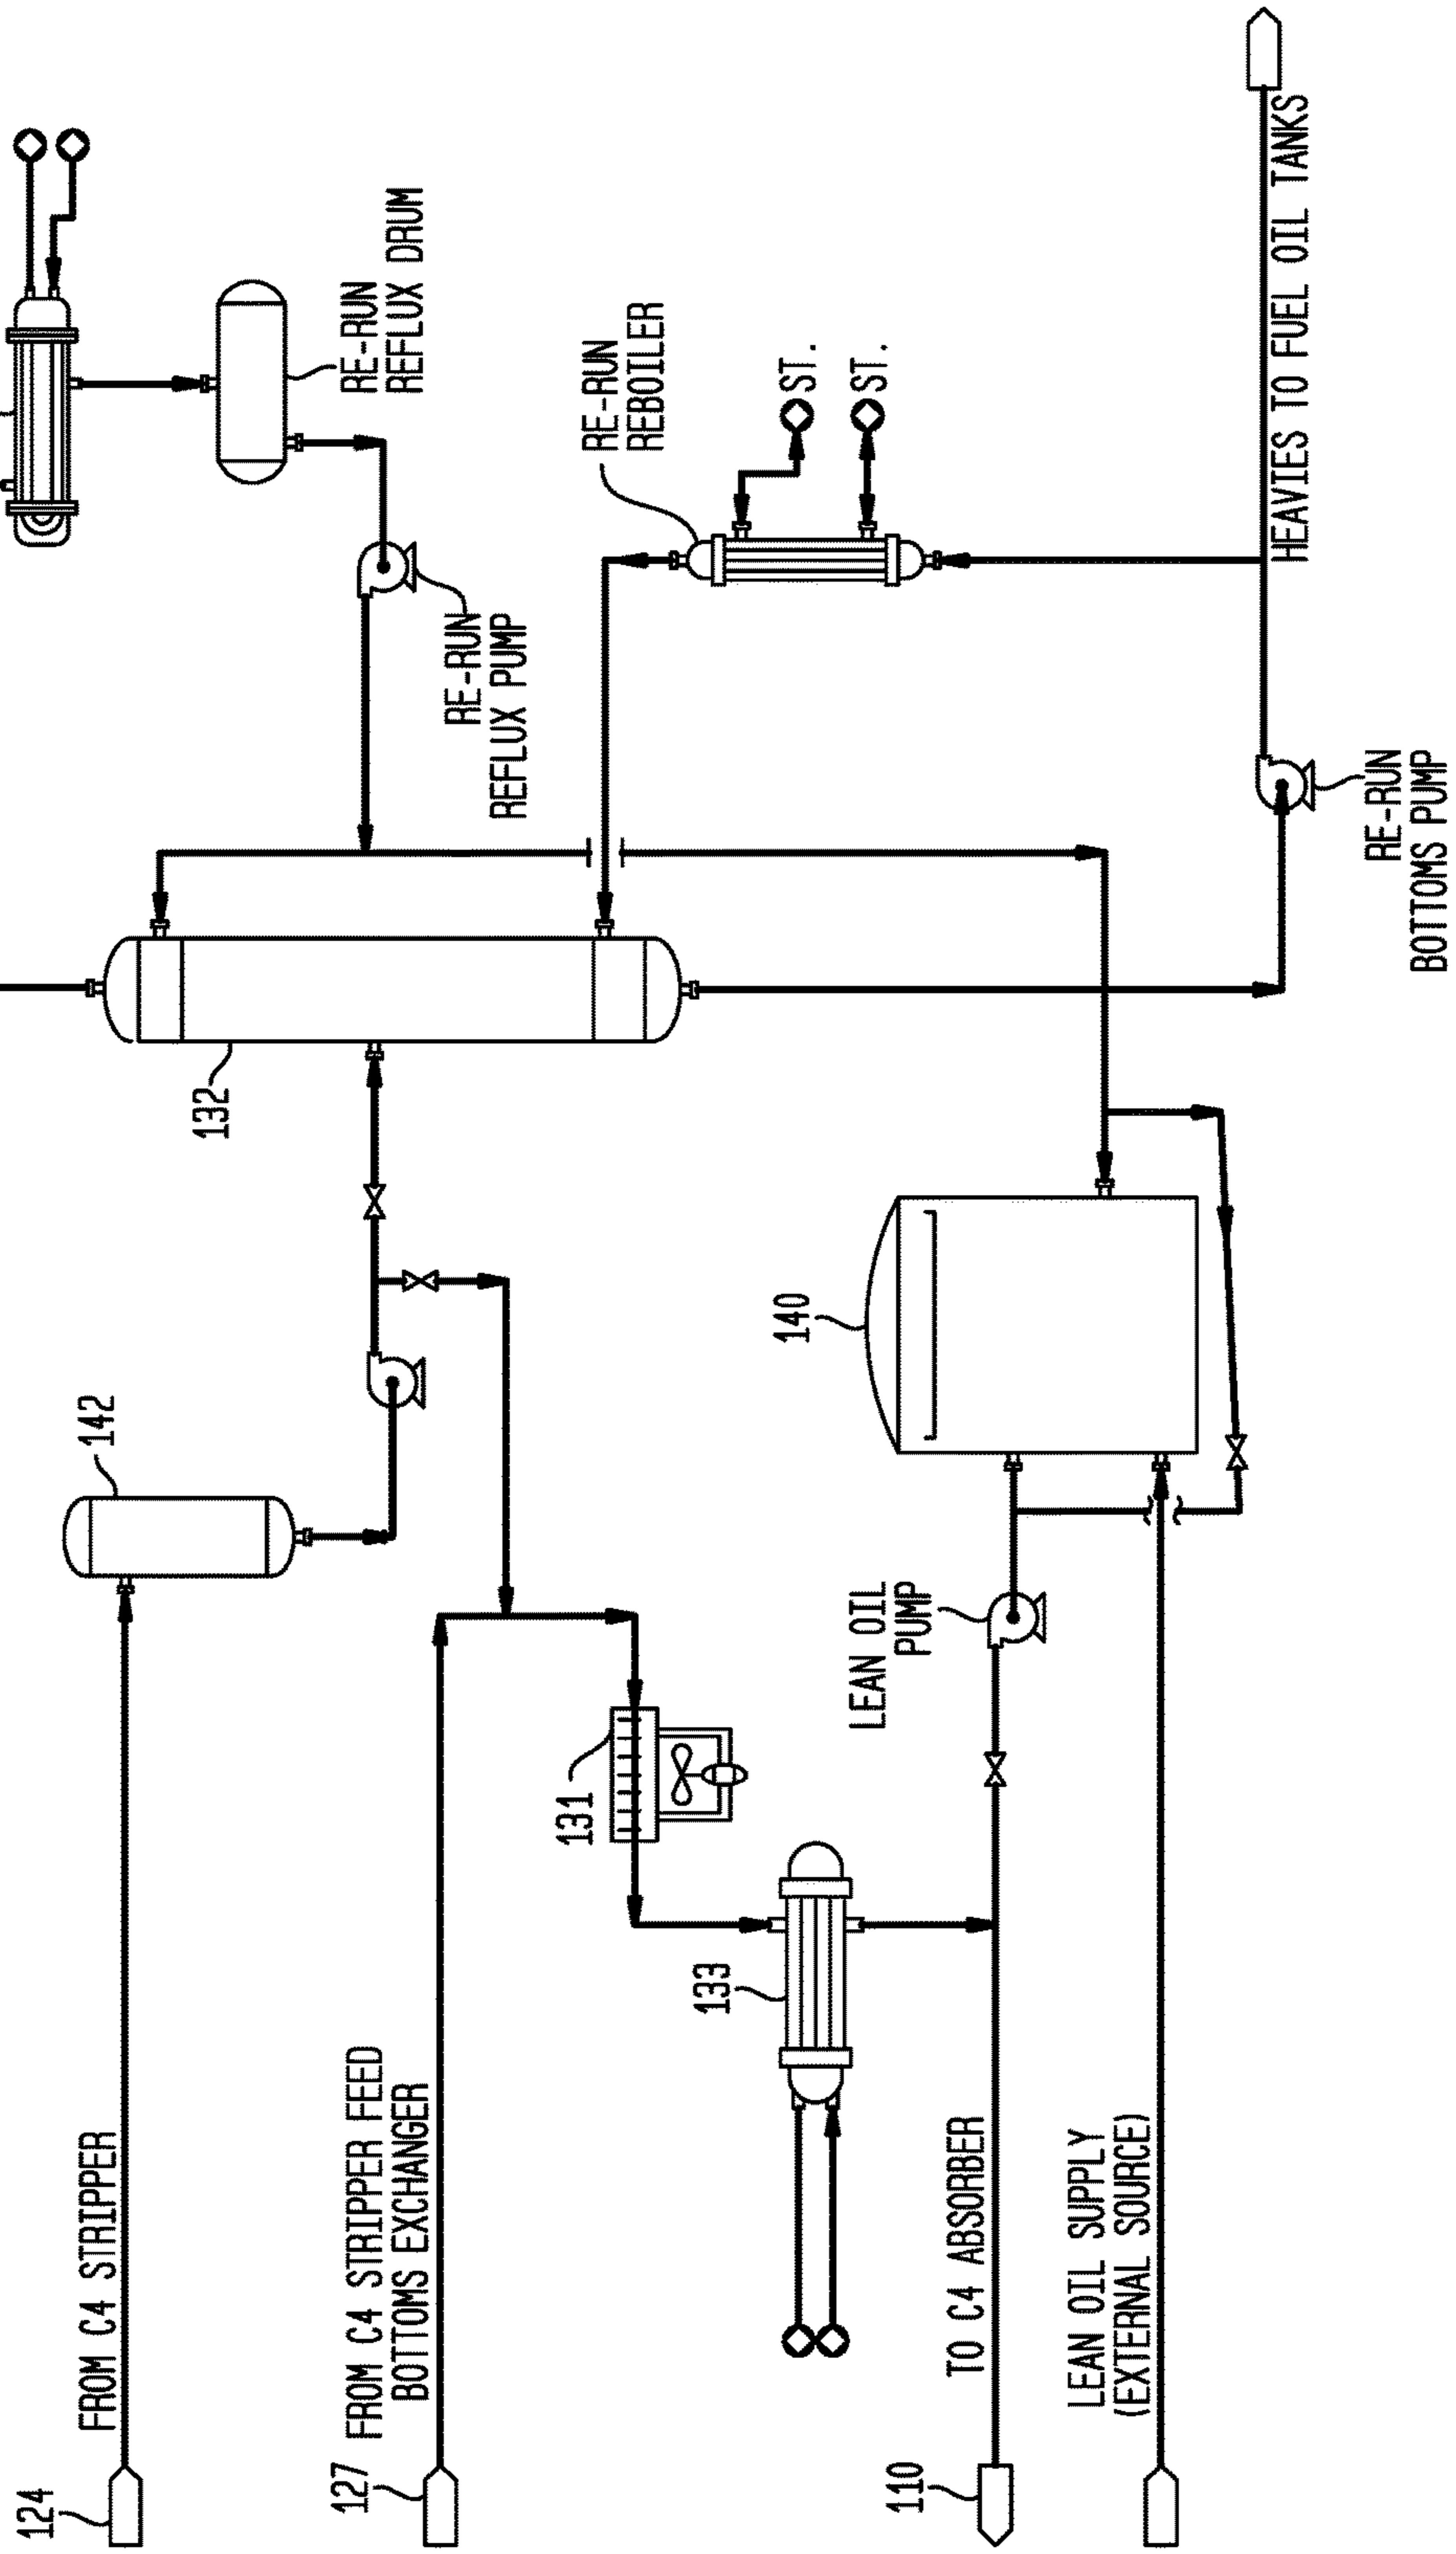 124
FROM C4 STRIPPER
142
127
FROM C4 STRIPPER FEED
BOTTOMS EXCHANGER
132
131
133
RE-RUN
REFLUX DRUM
RE-RUN
REFLUX PUMP
RE-RUN
REBOILER
ST.
ST.
140
LEAN OIL
PUMP
110
TO C4 ABSORBER
LEAN OIL SUPPLY
(EXTERNAL SOURCE)
HEAVIES TO FUEL OIL TANKS
RE-RUN
BOTTOMS PUMP